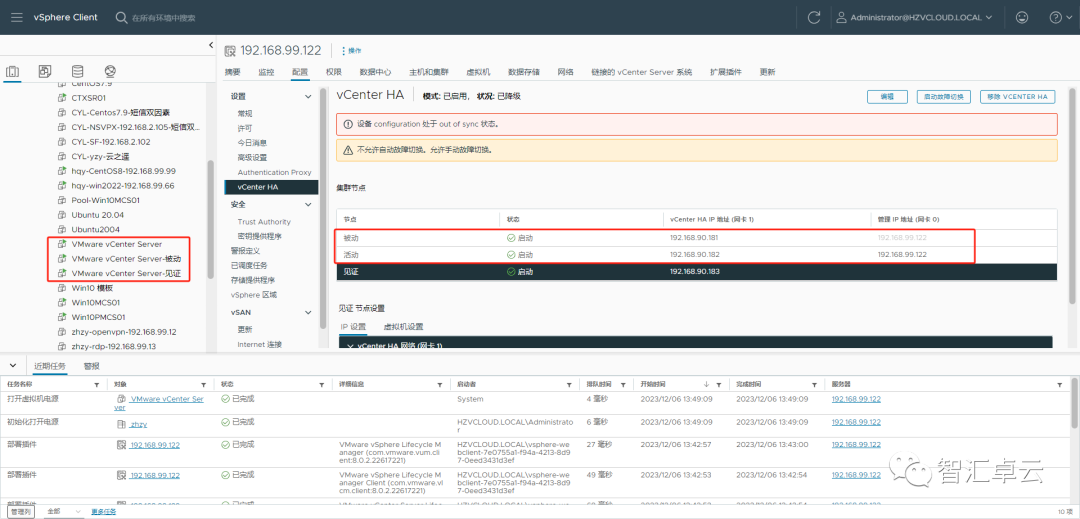 vSphere Client
在所有环境中搜索
Administrator@HZVCLOUD.LOCAL
CentOS7.9
CTXSR01
CYL-Centos7.9-短信双因素
CYL-NSVPX-192.168.2.105-短信双...
CYL-SF-192.168.2.102
CYL-yzy-云之遥
hqy-CentOS8-192.168.99.99
hqy-win2022-192.168.99.66
Pool-Win10MCS01
Ubuntu 20.04
Ubuntu2004
VMware vCenter Server
VMware vCenter Server-被动
VMware vCenter Server-见证
Win10 模板
Win10MCS01
Win10PMCS01
zhzy-openvpn-192.168.99.12
zhzy-rdp-192.168.99.13
192.168.99.122
操作
摘要 监控 配置 权限 数据中心 主机和集群 虚拟机 数据存储 网络 链接的 vCenter Server 系统 扩展插件 更新
设置
常规
许可
今日消息
高级设置
Authentication Proxy
vCenter HA
安全
Trust Authority
密钥提供程序
警报定义
已调度任务
存储提供程序
vSphere 区域
vSAN
更新
Internet 连接
vCenter HA
模式: 已启用, 状况: 已降级
编辑 启动故障切换 移除 VCENTER HA
设备 configuration 处于 out of sync 状态。
不允许自动故障切换。允许手动故障切换。
集群节点
节点 状态 vCenter HA IP 地址 (网卡 1) 管理 IP 地址 (网卡 0)
被动 启动 192.168.90.181 192.168.99.122
活动 启动 192.168.90.182 192.168.99.122
见证 启动 192.168.90.183
见证 节点设置
IP 设置 虚拟机设置
vCenter HA 网络 (网卡 1)
近期任务 警报
任务名称 对象 状态 详细信息 启动者 排队时间 开始时间 完成时间 服务器
打开虚拟机电源 VMware vCenter Ser 已完成 System 4 毫秒 2023/12/06 13:49:09 2023/12/06 13:49:09 192.168.99.122
ver
初始化打开电源 zhzy 已完成 HZVCLOUD.LOCAL\Administrato 6 毫秒 2023/12/06 13:49:09 2023/12/06 13:49:09 192.168.99.122
r
部署插件 192.168.99.122 已完成 VMware vSphere Lifecycle M HZVCLOUD.LOCAL\vsphere-we 27 毫秒 2023/12/06 13:42:57 2023/12/06 13:43:00 192.168.99.122
anager (com.vmware.vum.cli bclient-7e0755a1-f94a-4213-8d9
ent:8.0.2.22617221) 7-0eed3431d3ef
部署插件 192.168.99.122 已完成 VMware vSphere Lifecycle M HZVCLOUD.LOCAL\vsphere-we 49 毫秒 2023/12/06 13:42:53 2023/12/06 13:42:54 192.168.99.122
anager Client (com.vmware.v bclient-7e0755a1-f94a-4213-8d9
lcm.client:8.0.2.22617221) 7-0eed3431d3ef
智汇卓云
管理列 全部 更多任务
10 项